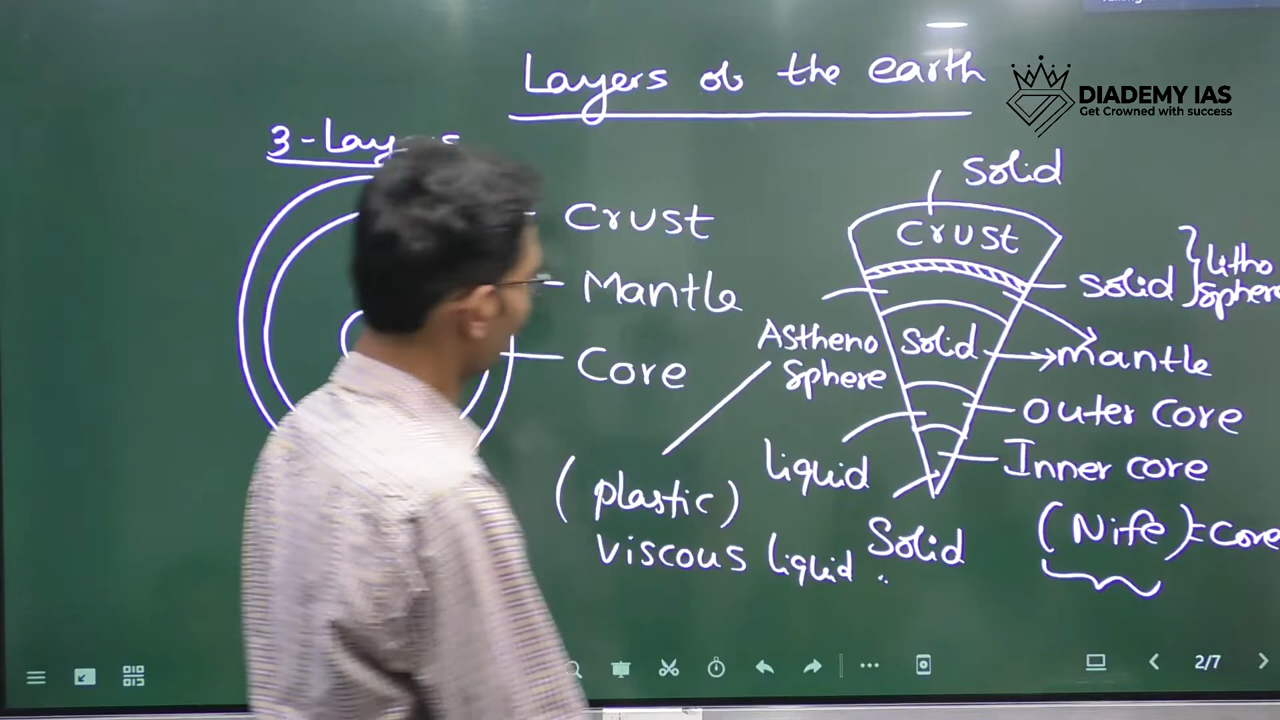 Layers of the earth
DIADEMY IAS
Get Crowned with success
3-Lay
Crust
Mantle
Core
Solid
Crust
Solid
Litho
Sphere
Astheno
Sphere
Solid
mantle
Outer core
Inner core
liquid
Solid
(plastic)
Viscous liquid
(Nife)=Core
2/7